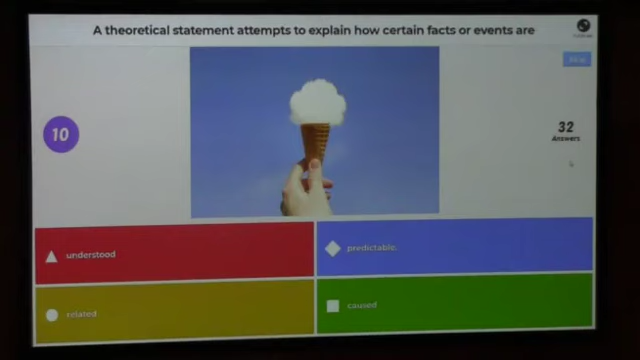 A theoretical statement attempts to explain how certain facts or events are
10
32
Answers
understood
predictable.
related
caused